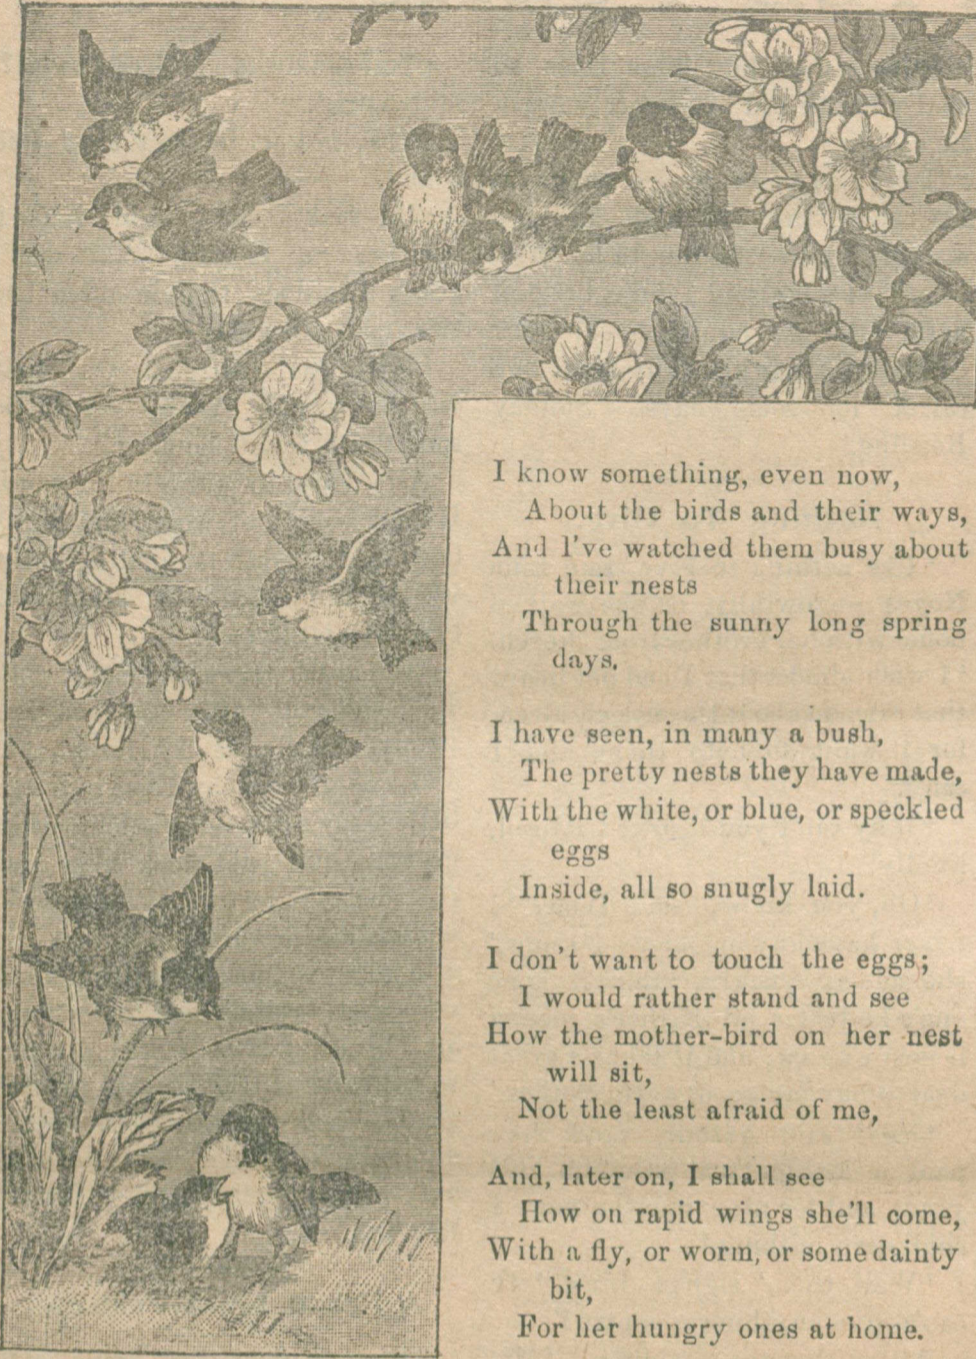 I know something, even now,
About the birds and their ways,
And I've watched them busy about
their nests
Through the sunny long spring
days.
I have seen, in many a bush,
The pretty nests they have made,
With the white, or blue, or speckled
eggs
Inside, all so snugly laid.
I don't want to touch the eggs;
I would rather stand and see
How the mother-bird on her nest
will sit,
Not the least afraid of me,
And, later on, I shall see
How on rapid wings she'll come,
With a fly, or worm, or some dainty
bit,
For her hungry ones at home.